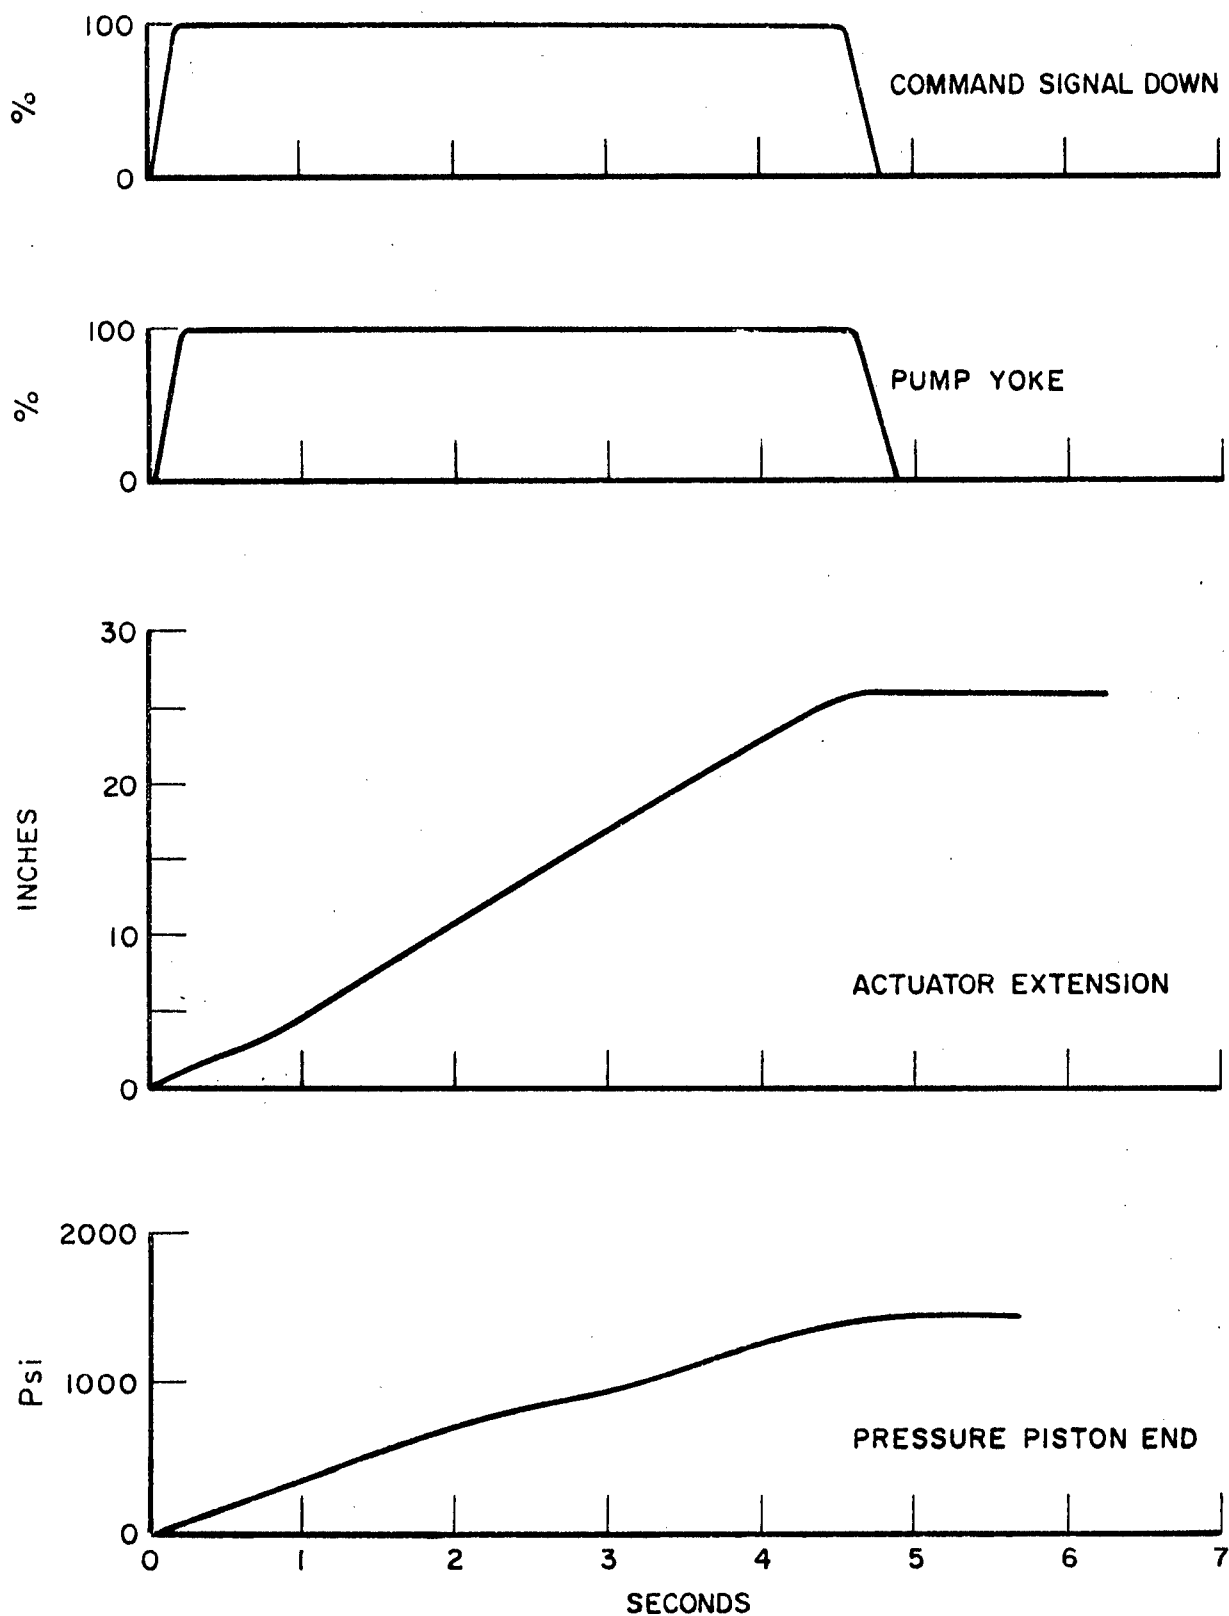 100
%
COMMAND SIGNAL DOWN
0
100
%
PUMP YOKE
0
30
20
INCHES
10
ACTUATOR EXTENSION
0
2000
Psi
1000
PRESSURE PISTON END
0
0 1 2 3 4 5 6 7
SECONDS